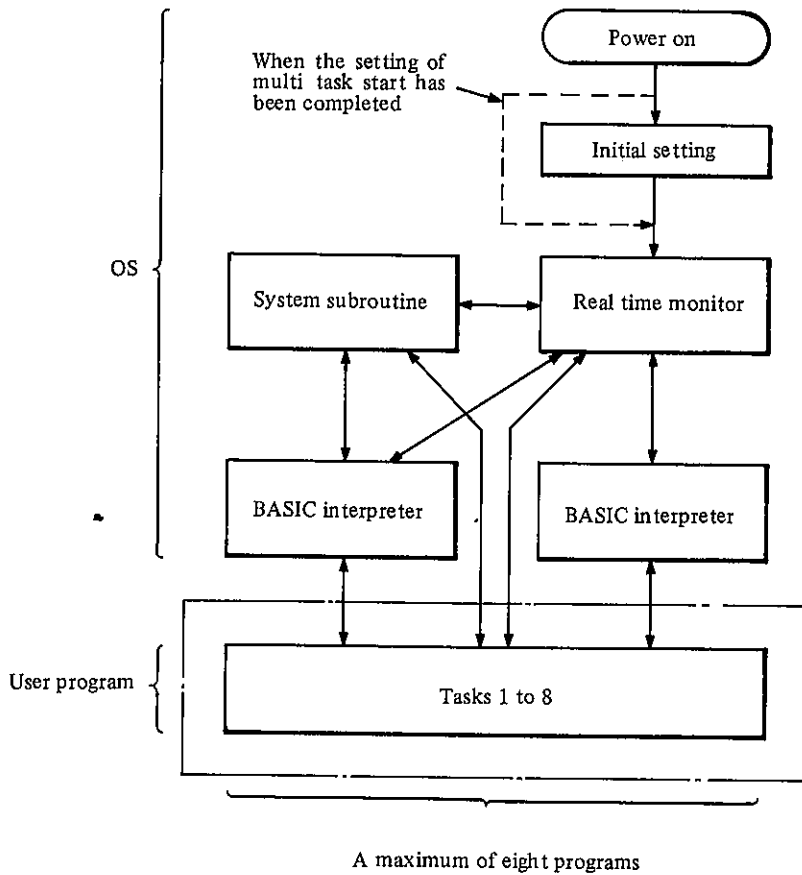 Power on
When the setting of
multi task start has
been completed
Initial setting
OS
System subroutine
Real time monitor
BASIC interpreter
BASIC interpreter
User program
Tasks 1 to 8
A maximum of eight programs